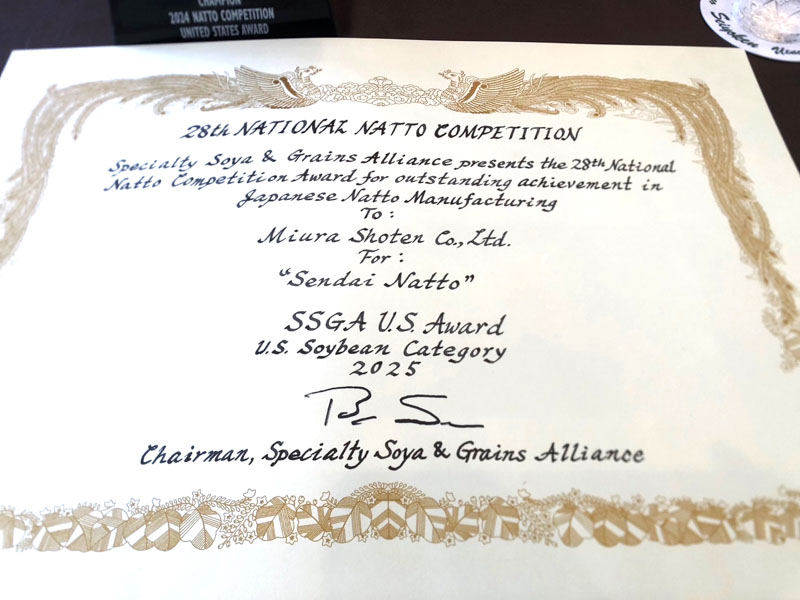 CHAMPION
2024 NATTO COMPETITION
UNITED STATES AWARD
Seiyoken
28th NATIONAL NATTO COMPETITION
Specialty Soya & Grains Alliance presents the 28th National
Natto Competition Award for outstanding achievement in
Japanese Natto Manufacturing
To:
Miura Shoten Co., Ltd.
For:
“Sendai Natto”
SSGA U.S. Award
U.S. Soybean Category
2025
Chairman, Specialty Soya & Grains Alliance